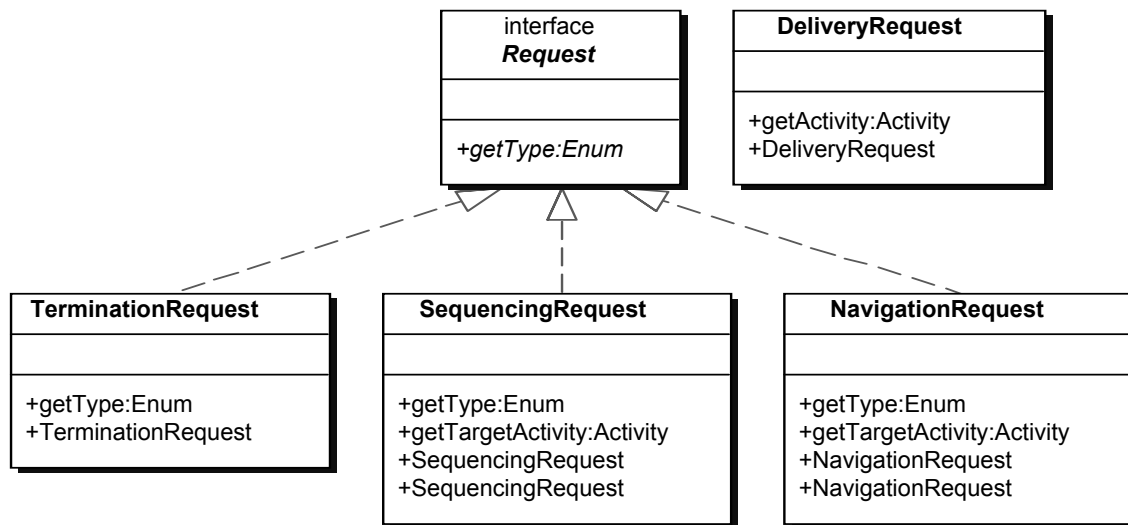 interface
Request
+getType:Enum
DeliveryRequest
+getActivity:Activity
+DeliveryRequest
TerminationRequest
+getType:Enum
+TerminationRequest
SequencingRequest
+getType:Enum
+getTargetActivity:Activity
+SequencingRequest
+SequencingRequest
NavigationRequest
+getType:Enum
+getTargetActivity:Activity
+NavigationRequest
+NavigationRequest